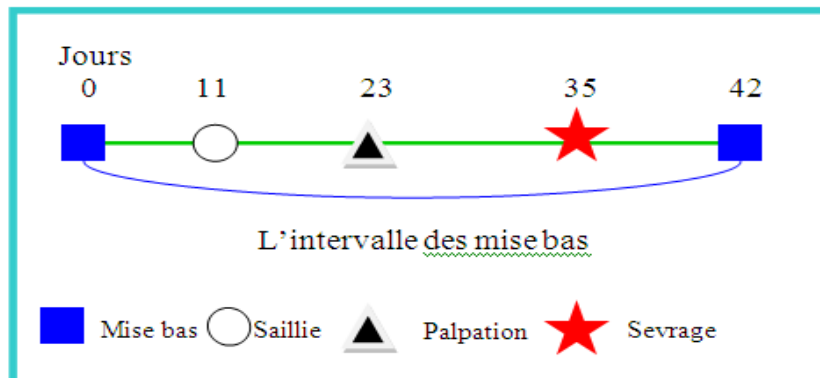 Jours
0 11 23 35 42
L'intervalle des mise bas
Mise bas Saillie Palpation Sevrage